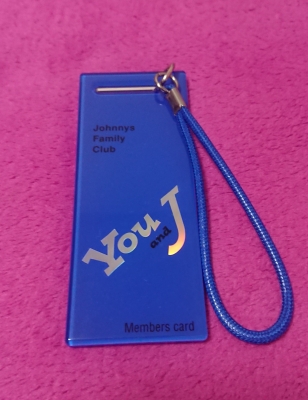 Johnnys
Family
Club
You and J
Members card